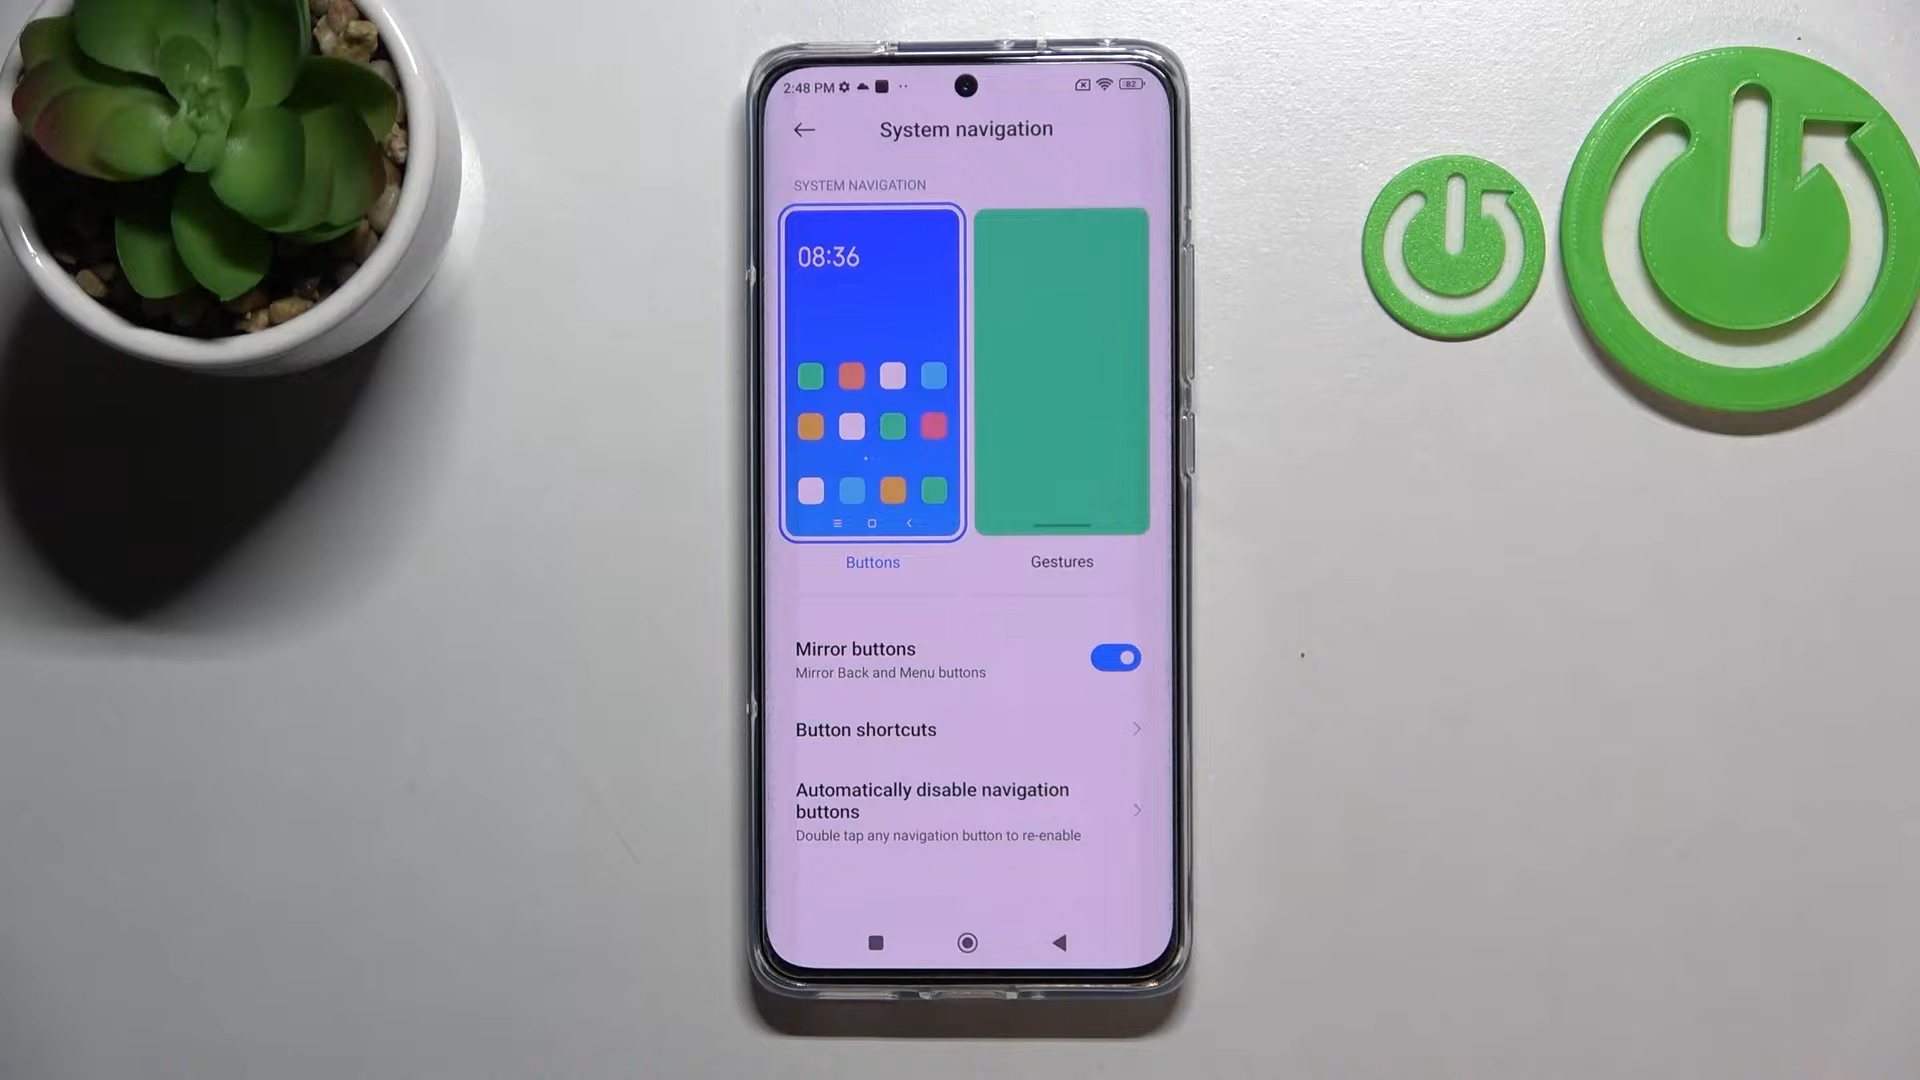 2:48 PM
82
System navigation
SYSTEM NAVIGATION
08:36
Buttons
Gestures
Mirror buttons
Mirror Back and Menu buttons
Button shortcuts
Automatically disable navigation
buttons
Double tap any navigation button to re-enable